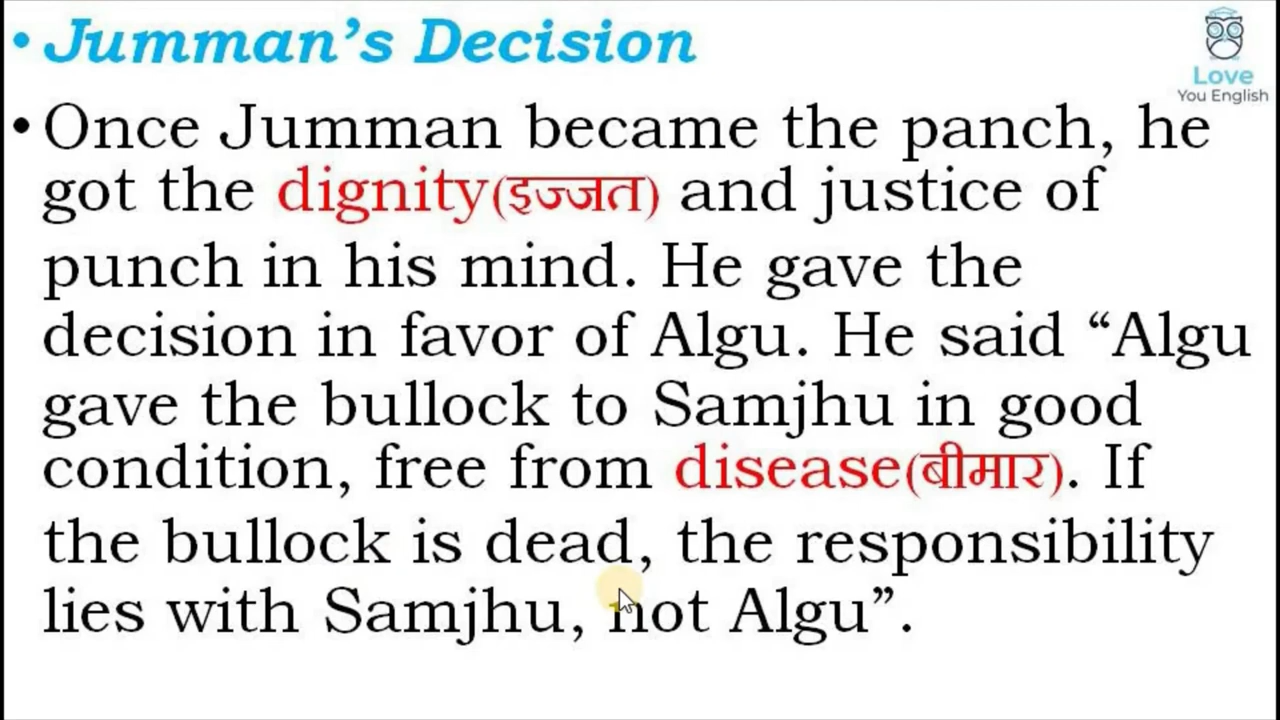 • Jumman's Decision
Love
You English
• Once Jumman became the panch, he
got the dignity(इज्जत) and justice of
punch in his mind. He gave the
decision in favor of Algu. He said “Algu
gave the bullock to Samjhu in good
condition, free from disease(बीमार). If
the bullock is dead, the responsibility
lies with Samjhu, not Algu”.